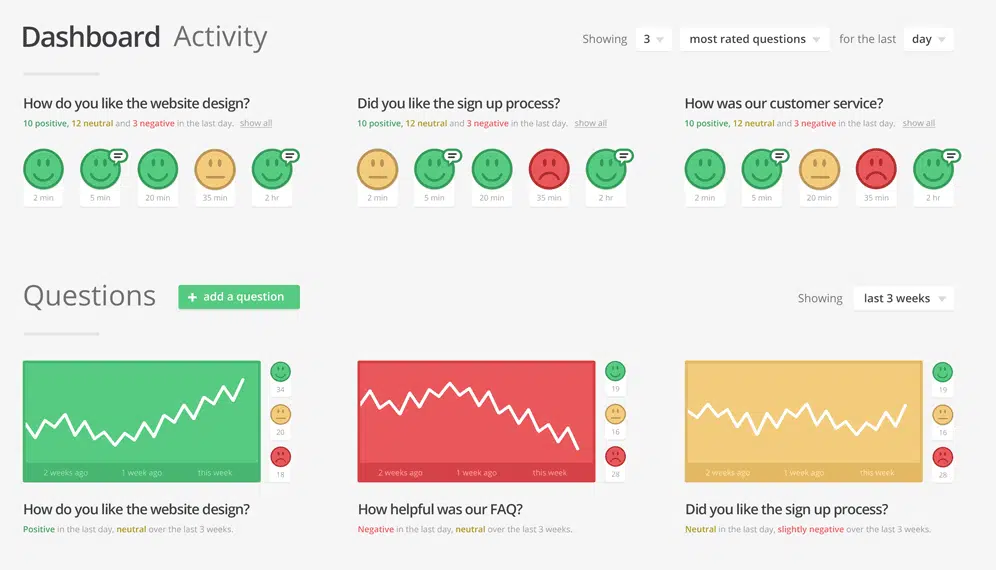 Dashboard Activity
Showing 3 most rated questions for the last day
How do you like the website design?
10 positive, 12 neutral and 3 negative in the last day. show all
2 min 5 min 20 min 35 min 2 hr
Did you like the sign up process?
10 positive, 12 neutral and 3 negative in the last day. show all
2 min 5 min 20 min 35 min 2 hr
How was our customer service?
10 positive, 12 neutral and 3 negative in the last day. show all
2 min 5 min 20 min 35 min 2 hr
Questions
+ add a question
Showing last 3 weeks
34
20
18
2 weeks ago 1 week ago this week
How do you like the website design?
Positive in the last day, neutral over the last 3 weeks.
19
16
28
2 weeks ago 1 week ago this week
How helpful was our FAQ?
Negative in the last day, neutral over the last 3 weeks.
19
16
28
2 weeks ago 1 week ago this week
Did you like the sign up process?
Neutral in the last day, slightly negative over the last 3 weeks.